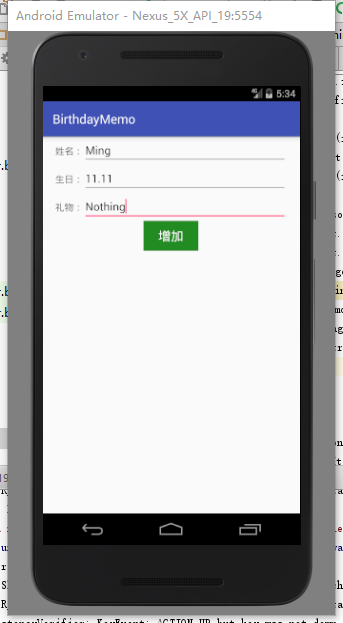 Android Emulator - Nexus_5X_API_19:5554
5:34
BirthdayMemo
姓名： Ming
生日： 11.11
礼物： Nothing
增加